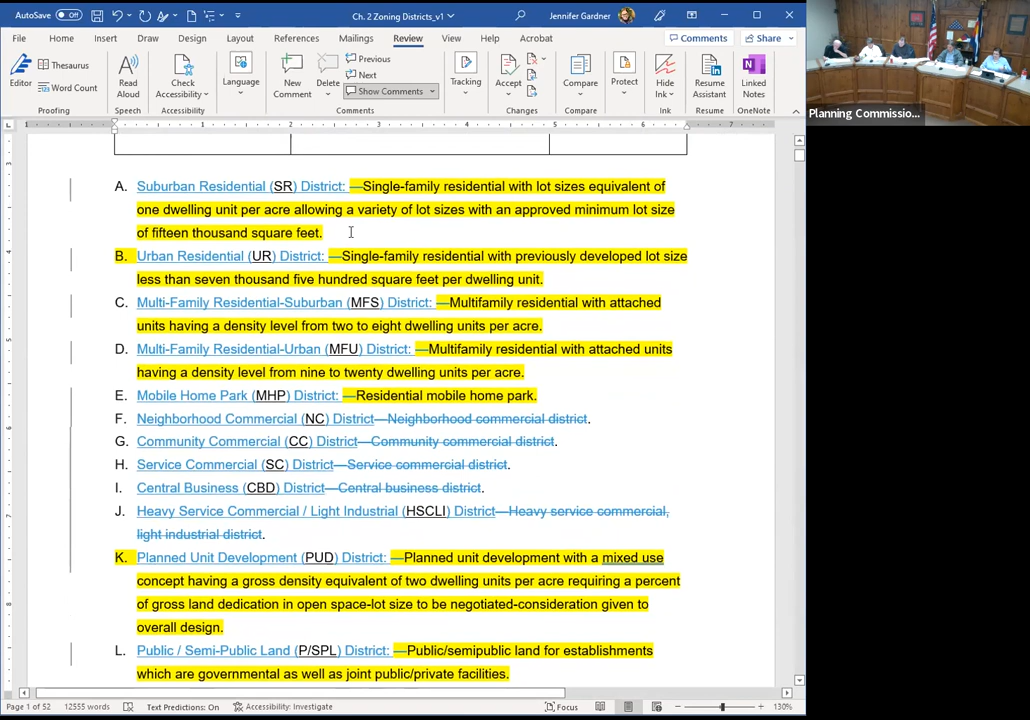 AutoSave Off Ch. 2 Zoning Districts_v1 Jennifer Gardner
File Home Insert Draw Design Layout References Mailings Review View Help Acrobat Comments Share
Editor
Thesaurus
Word Count
Proofing
Read Aloud
Speech
Check Accessibility
Accessibility
Language
New Comment
Delete
Previous
Next
Show Comments
Comments
Tracking
Accept
Changes
Compare
Protect
Hide Ink
Ink
Resume Assistant
Resume
Linked Notes
OneNote
Planning Commissio...
1 1 2 3 4 5 6 7
A. Suburban Residential (SR) District: —Single-family residential with lot sizes equivalent of
one dwelling unit per acre allowing a variety of lot sizes with an approved minimum lot size
of fifteen thousand square feet.
B. Urban Residential (UR) District: —Single-family residential with previously developed lot size
less than seven thousand five hundred square feet per dwelling unit.
C. Multi-Family Residential-Suburban (MFS) District: —Multifamily residential with attached
units having a density level from two to eight dwelling units per acre.
D. Multi-Family Residential-Urban (MFU) District: —Multifamily residential with attached units
having a density level from nine to twenty dwelling units per acre.
E. Mobile Home Park (MHP) District: —Residential mobile home park.
F. Neighborhood Commercial (NC) District—Neighborhood commercial district.
G. Community Commercial (CC) District—Community commercial district.
H. Service Commercial (SC) District—Service commercial district.
I. Central Business (CBD) District—Central business district.
J. Heavy Service Commercial / Light Industrial (HSCLI) District—Heavy service commercial,
light industrial district.
K. Planned Unit Development (PUD) District: —Planned unit development with a mixed use
concept having a gross density equivalent of two dwelling units per acre requiring a percent
of gross land dedication in open space-lot size to be negotiated-consideration given to
overall design.
L. Public / Semi-Public Land (P/SPL) District: —Public/semipublic land for establishments
which are governmental as well as joint public/private facilities.
Page 1 of 52 12555 words Text Predictions: On Accessibility: Investigate Focus 130%